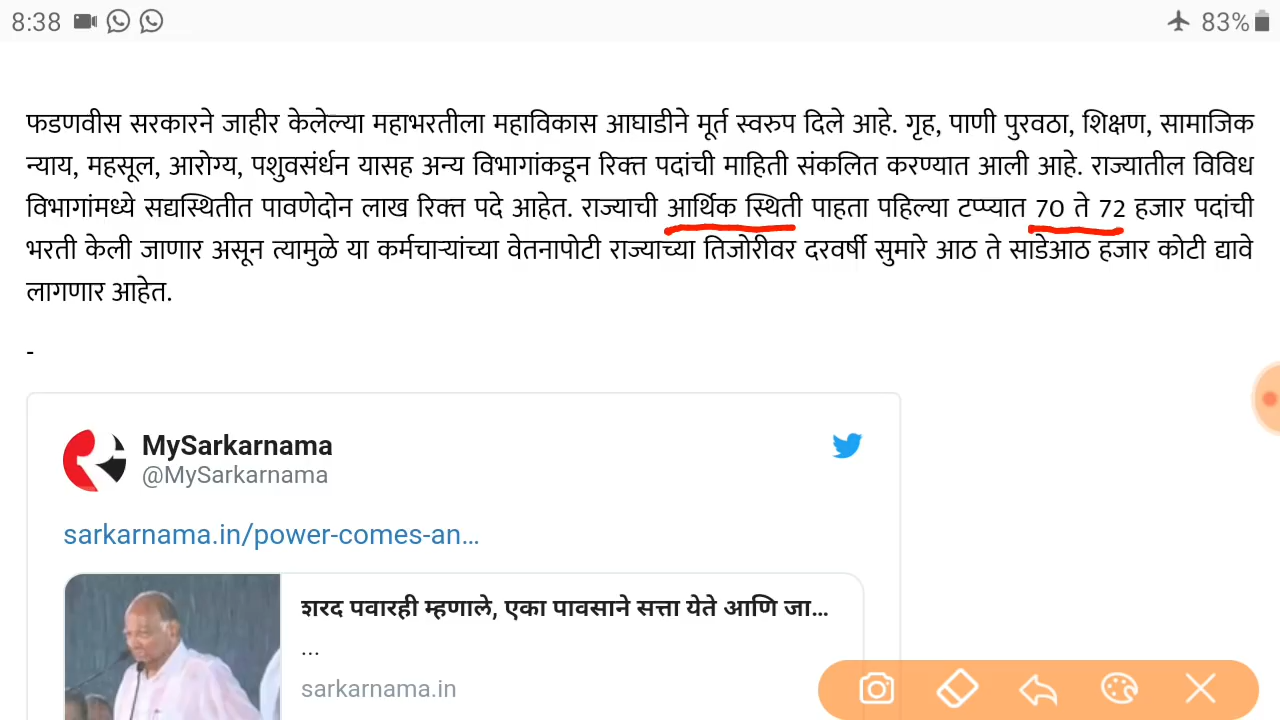 8:38
83%
फडणवीस सरकारने जाहीर केलेल्या महाभरतीला महाविकास आघाडीने मूर्त स्वरुप दिले आहे. गृह, पाणी पुरवठा, शिक्षण, सामाजिक
न्याय, महसूल, आरोग्य, पशुवसंर्धन यासह अन्य विभागांकडून रिक्त पदांची माहिती संकलित करण्यात आली आहे. राज्यातील विविध
विभागांमध्ये सद्यस्थितीत पावणेदोन लाख रिक्त पदे आहेत. राज्याची आर्थिक स्थिती पाहता पहिल्या टप्प्यात 70 ते 72 हजार पदांची
भरती केली जाणार असून त्यामुळे या कर्मचाऱ्यांच्या वेतनापोटी राज्याच्या तिजोरीवर दरवर्षी सुमारे आठ ते साडेआठ हजार कोटी द्यावे
लागणार आहेत.
-
MySarkarnama
@MySarkarnama
sarkarnama.in/power-comes-an...
शरद पवारही म्हणाले, एका पावसाने सत्ता येते आणि जा...
...
sarkarnama.in